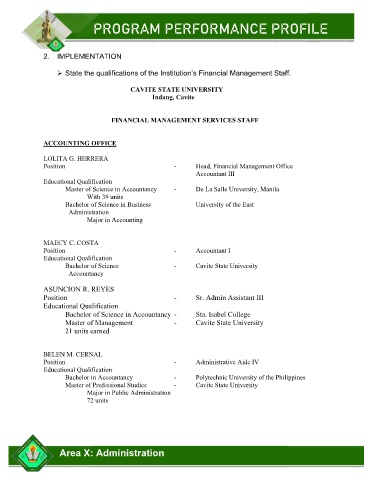 PROGRAM PERFORMANCE PROFILE
2. IMPLEMENTATION
➢ State the qualifications of the Institution's Financial Management Staff.
CAVITE STATE UNIVERSITY
Indang, Cavite
FINANCIAL MANAGEMENT SERVICES STAFF
ACCOUNTING OFFICE
LOLITA G. HERRERA
Position - Head, Financial Management Office
Accountant III
Educational Qualification
Master of Science in Accountancy - De La Salle University, Manila
With 39 units
Bachelor of Science in Business University of the East
Administration
Major in Accounting
MAECY C. COSTA
Position - Accountant I
Educational Qualification
Bachelor of Science - Cavite State University
Accountancy
ASUNCION R. REYES
Position - Sr. Admin Assistant III
Educational Qualification
Bachelor of Science in Accountancy - Sta. Isabel College
Master of Management - Cavite State University
21 units earned
BELEN M. CERNAL
Position - Administrative Aide IV
Educational Qualification
Bachelor in Accountancy - Polytechnic University of the Philippines
Master of Professional Studies - Cavite State University
Major in Public Administration
72 units
Area X: Administration